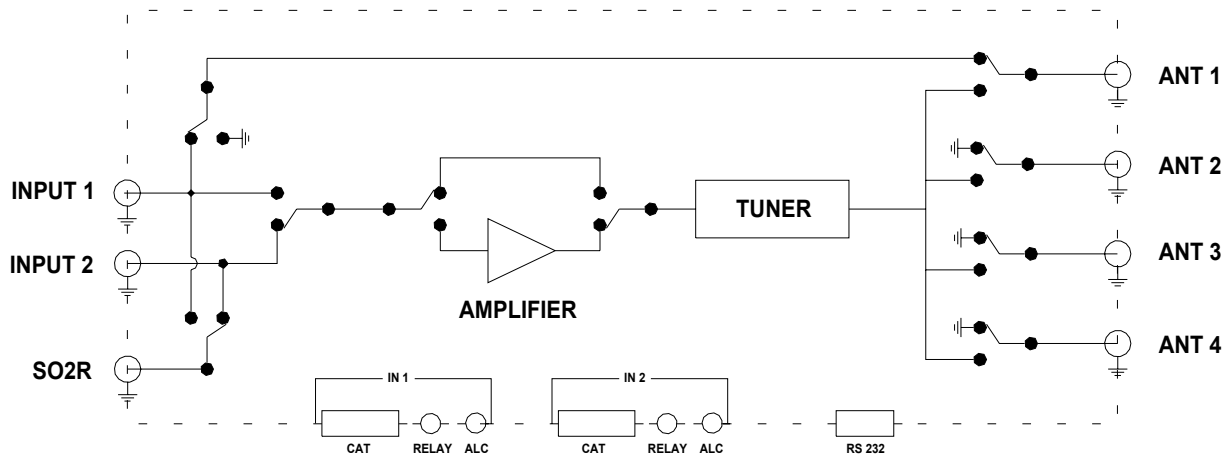 ANT 1
INPUT 1
ANT 2
TUNER
INPUT 2
ANT 3
AMPLIFIER
ANT 4
SO2R
IN 1
IN 2
CAT
RELAY
ALC
CAT
RELAY
ALC
RS 232